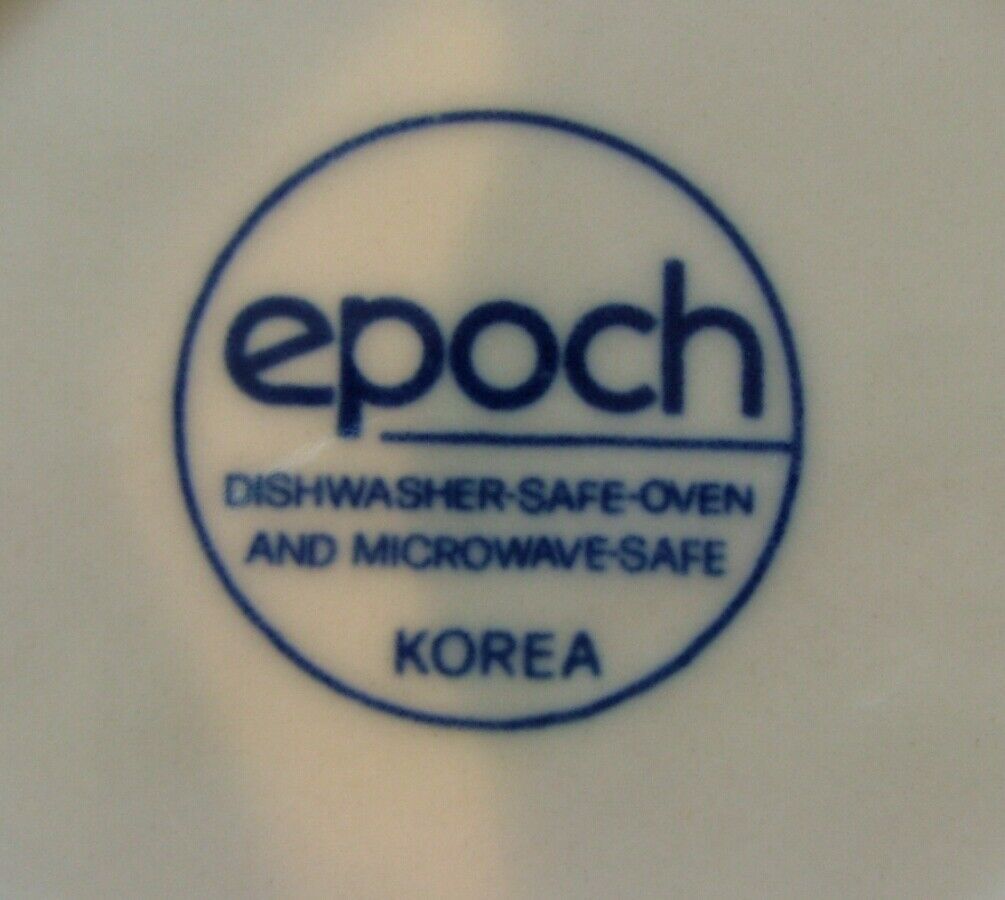 epoch
DISHWASHER-SAFE-OVEN
AND MICROWAVE-SAFE
KOREA